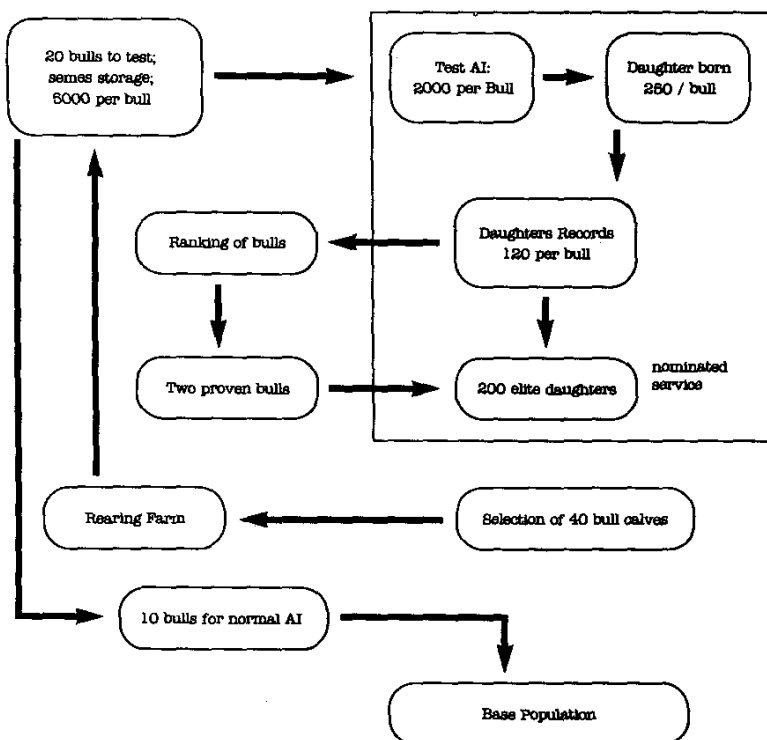 20 bulls to test;
semes storage;
5000 per bull
Test AI:
2000 per Bull
Daughter born
250 / bull
Ranking of bulls
Daughters Records
120 per bull
Two proven bulls
200 elite daughters
nominated
service
Rearing Farm
Selection of 40 bull calves
10 bulls for normal AI
Base Population